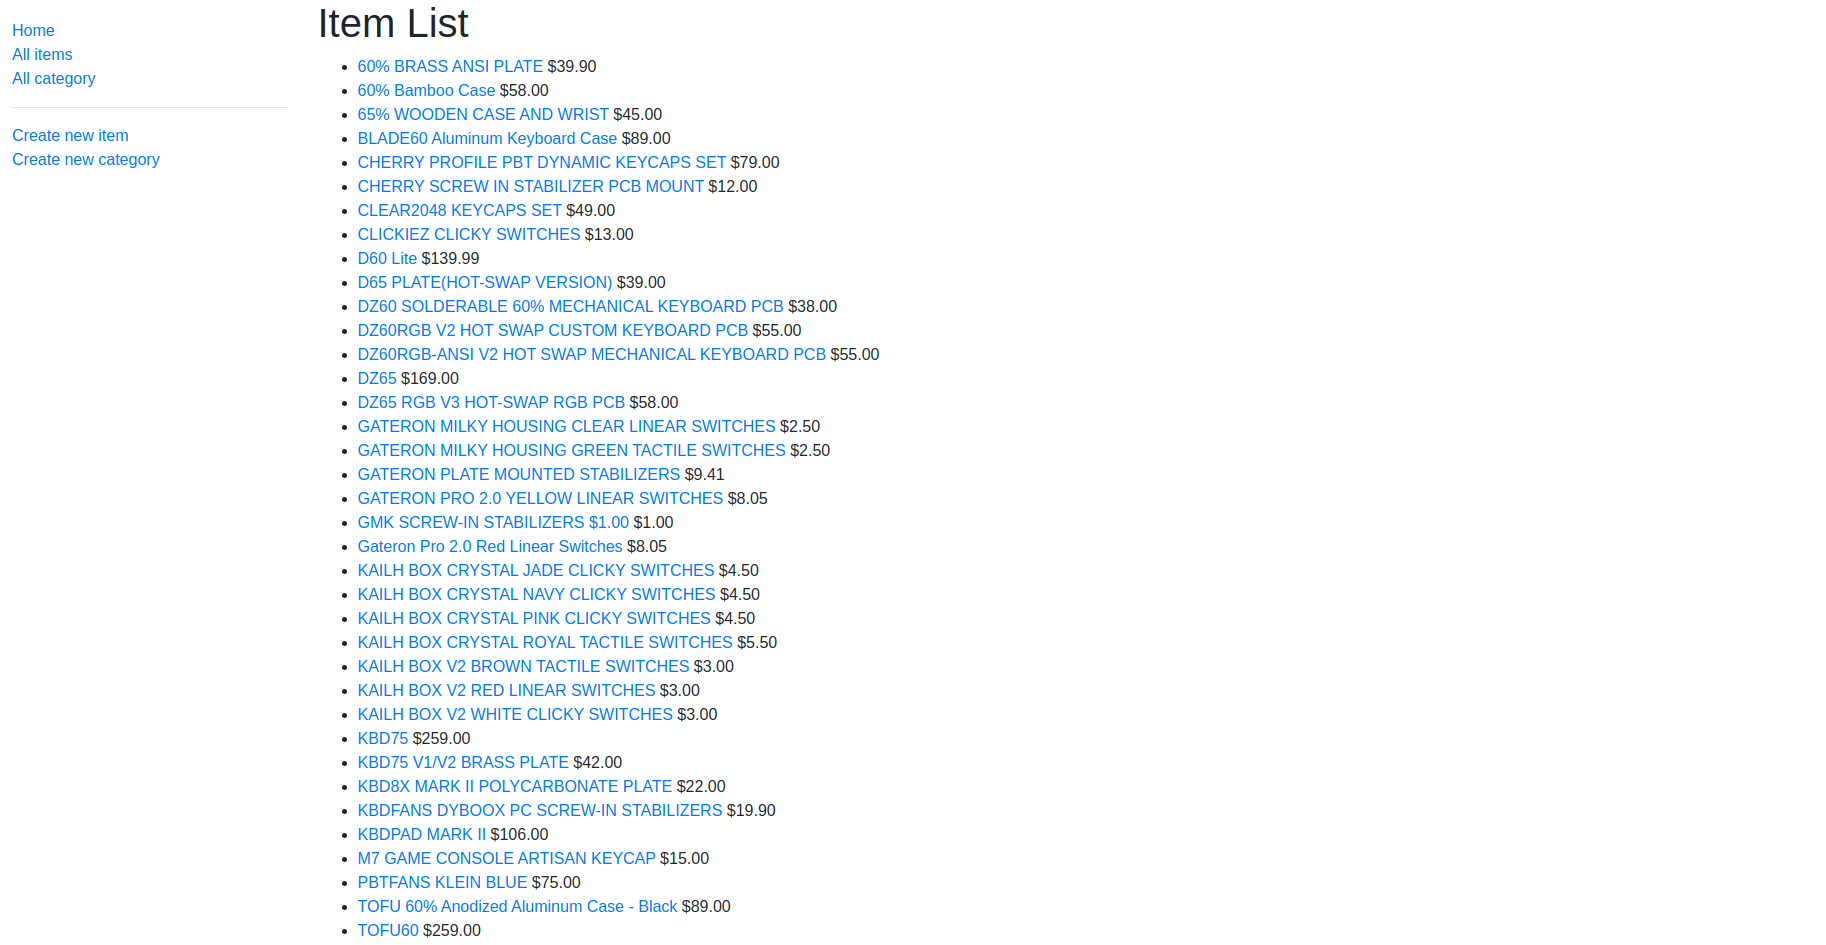 Home
All items
All category
Create new item
Create new category
Item List
60% BRASS ANSI PLATE $39.90
60% Bamboo Case $58.00
65% WOODEN CASE AND WRIST $45.00
BLADE60 Aluminum Keyboard Case $89.00
CHERRY PROFILE PBT DYNAMIC KEYCAPS SET $79.00
CHERRY SCREW IN STABILIZER PCB MOUNT $12.00
CLEAR2048 KEYCAPS SET $49.00
CLICKIEZ CLICKY SWITCHES $13.00
D60 Lite $139.99
D65 PLATE(HOT-SWAP VERSION) $39.00
DZ60 SOLDERABLE 60% MECHANICAL KEYBOARD PCB $38.00
DZ60RGB V2 HOT SWAP CUSTOM KEYBOARD PCB $55.00
DZ60RGB-ANSI V2 HOT SWAP MECHANICAL KEYBOARD PCB $55.00
DZ65 $169.00
DZ65 RGB V3 HOT-SWAP RGB PCB $58.00
GATERON MILKY HOUSING CLEAR LINEAR SWITCHES $2.50
GATERON MILKY HOUSING GREEN TACTILE SWITCHES $2.50
GATERON PLATE MOUNTED STABILIZERS $9.41
GATERON PRO 2.0 YELLOW LINEAR SWITCHES $8.05
GMK SCREW-IN STABILIZERS $1.00 $1.00
Gateron Pro 2.0 Red Linear Switches $8.05
KAILH BOX CRYSTAL JADE CLICKY SWITCHES $4.50
KAILH BOX CRYSTAL NAVY CLICKY SWITCHES $4.50
KAILH BOX CRYSTAL PINK CLICKY SWITCHES $4.50
KAILH BOX CRYSTAL ROYAL TACTILE SWITCHES $5.50
KAILH BOX V2 BROWN TACTILE SWITCHES $3.00
KAILH BOX V2 RED LINEAR SWITCHES $3.00
KAILH BOX V2 WHITE CLICKY SWITCHES $3.00
KBD75 $259.00
KBD75 V1/V2 BRASS PLATE $42.00
KBD8X MARK II POLYCARBONATE PLATE $22.00
KBDFANS DYBOOX PC SCREW-IN STABILIZERS $19.90
KBDPAD MARK II $106.00
M7 GAME CONSOLE ARTISAN KEYCAP $15.00
PBTFANS KLEIN BLUE $75.00
TOFU 60% Anodized Aluminum Case - Black $89.00
TOFU60 $259.00